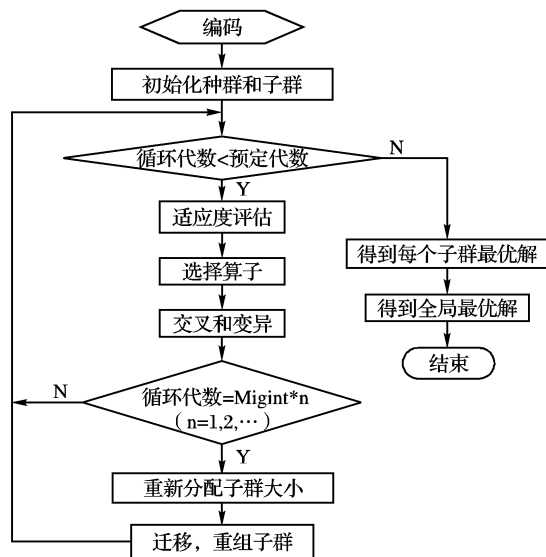 编码
初始化种群和子群
循环代数<预定代数
N
Y
适应度评估
选择算子
交叉和变异
得到每个子群最优解
得到全局最优解
结束
循环代数=Migint*n
(n=1,2,…)
N
Y
重新分配子群大小
迁移，重组子群